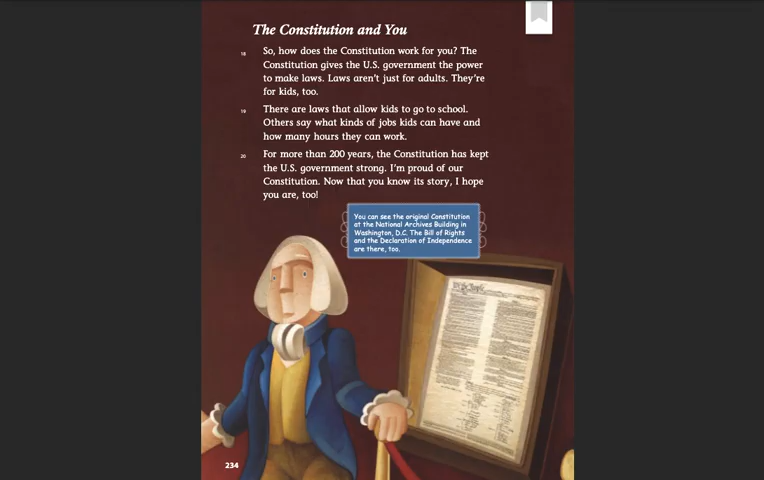 The Constitution and You
18 So, how does the Constitution work for you? The
Constitution gives the U.S. government the power
to make laws. Laws aren't just for adults. They're
for kids, too.
19 There are laws that allow kids to go to school.
Others say what kinds of jobs kids can have and
how many hours they can work.
20 For more than 200 years, the Constitution has kept
the U.S. government strong. I'm proud of our
Constitution. Now that you know its story, I hope
you are, too!
You can see the original Constitution
at the National Archives Building in
Washington, D.C. The Bill of Rights
and the Declaration of Independence
are there, too.
We the People
234